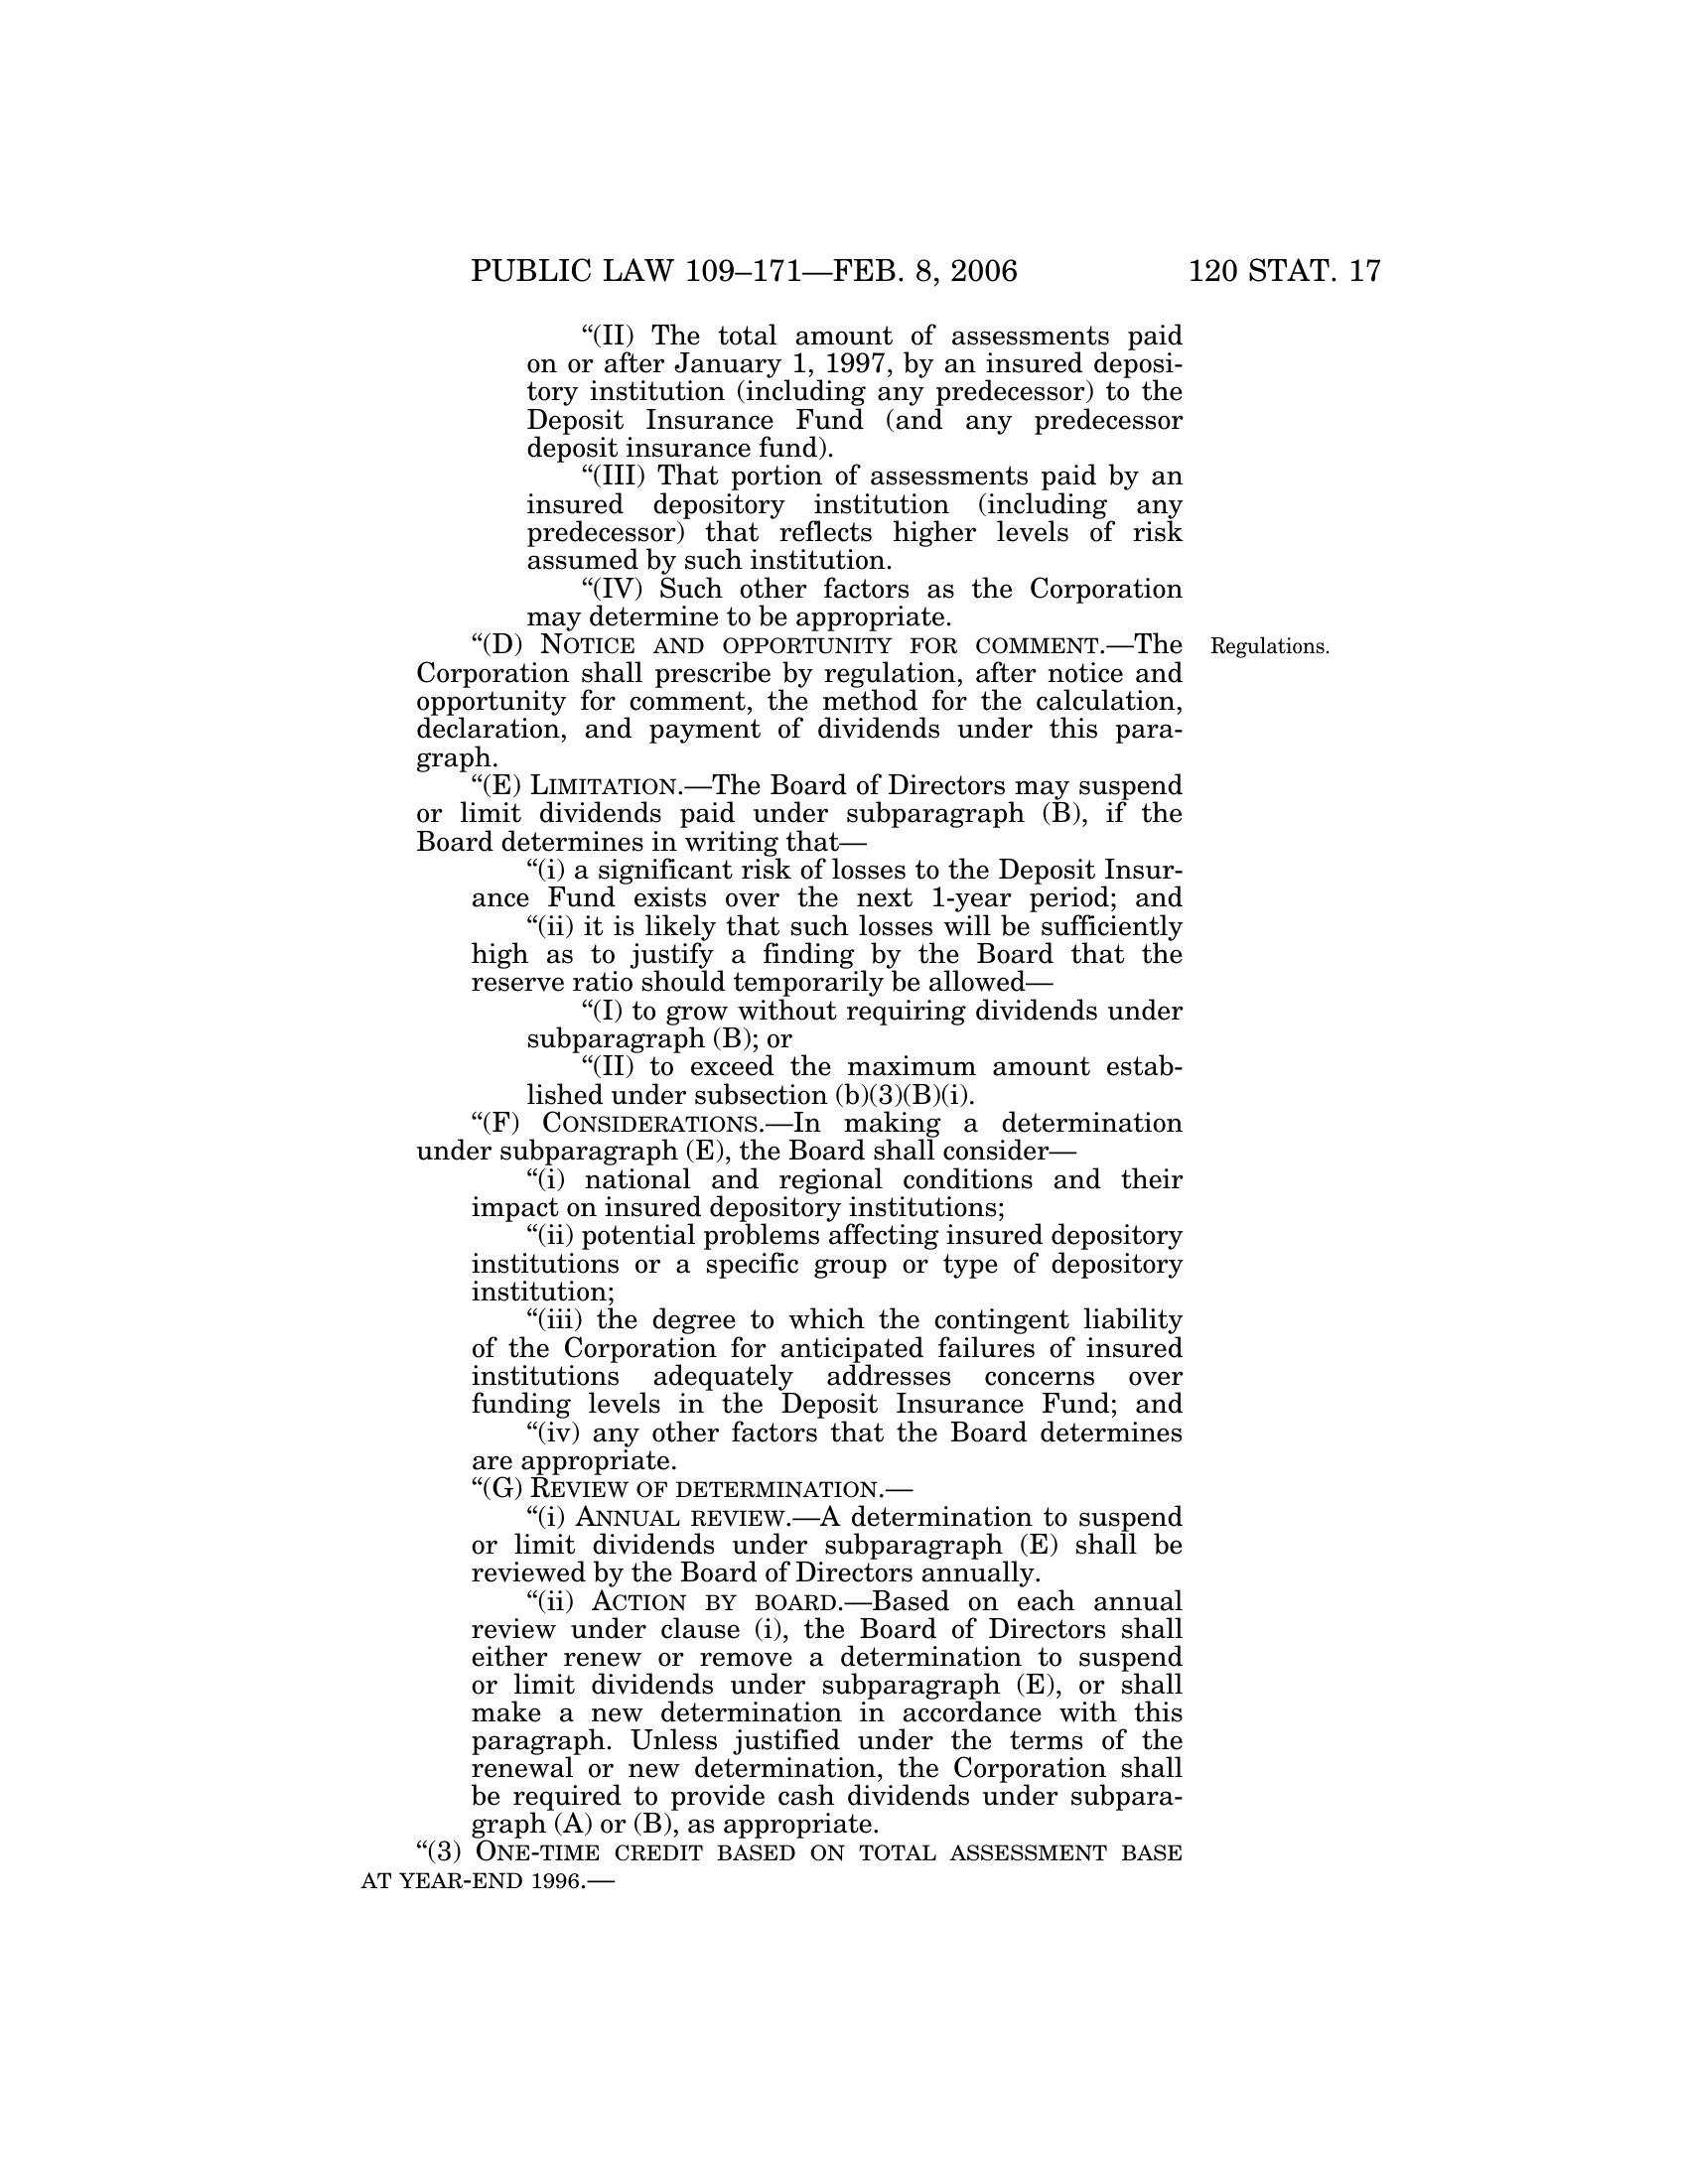 PUBLIC LAW 109–171—FEB. 8, 2006 120 STAT. 17
“(II) The total amount of assessments paid
on or after January 1, 1997, by an insured deposi-
tory institution (including any predecessor) to the
Deposit Insurance Fund (and any predecessor
deposit insurance fund).
“(III) That portion of assessments paid by an
insured depository institution (including any
predecessor) that reflects higher levels of risk
assumed by such institution.
“(IV) Such other factors as the Corporation
may determine to be appropriate.
“(D) NOTICE AND OPPORTUNITY FOR COMMENT.—The Regulations.
Corporation shall prescribe by regulation, after notice and
opportunity for comment, the method for the calculation,
declaration, and payment of dividends under this para-
graph.
“(E) LIMITATION.—The Board of Directors may suspend
or limit dividends paid under subparagraph (B), if the
Board determines in writing that—
“(i) a significant risk of losses to the Deposit Insur-
ance Fund exists over the next 1-year period; and
“(ii) it is likely that such losses will be sufficiently
high as to justify a finding by the Board that the
reserve ratio should temporarily be allowed—
“(I) to grow without requiring dividends under
subparagraph (B); or
“(II) to exceed the maximum amount estab-
lished under subsection (b)(3)(B)(i).
“(F) CONSIDERATIONS.—In making a determination
under subparagraph (E), the Board shall consider—
“(i) national and regional conditions and their
impact on insured depository institutions;
“(ii) potential problems affecting insured depository
institutions or a specific group or type of depository
institution;
“(iii) the degree to which the contingent liability
of the Corporation for anticipated failures of insured
institutions adequately addresses concerns over
funding levels in the Deposit Insurance Fund; and
“(iv) any other factors that the Board determines
are appropriate.
“(G) REVIEW OF DETERMINATION.—
“(i) ANNUAL REVIEW.—A determination to suspend
or limit dividends under subparagraph (E) shall be
reviewed by the Board of Directors annually.
“(ii) ACTION BY BOARD.—Based on each annual
review under clause (i), the Board of Directors shall
either renew or remove a determination to suspend
or limit dividends under subparagraph (E), or shall
make a new determination in accordance with this
paragraph. Unless justified under the terms of the
renewal or new determination, the Corporation shall
be required to provide cash dividends under subpara-
graph (A) or (B), as appropriate.
“(3) ONE-TIME CREDIT BASED ON TOTAL ASSESSMENT BASE
AT YEAR-END 1996.—